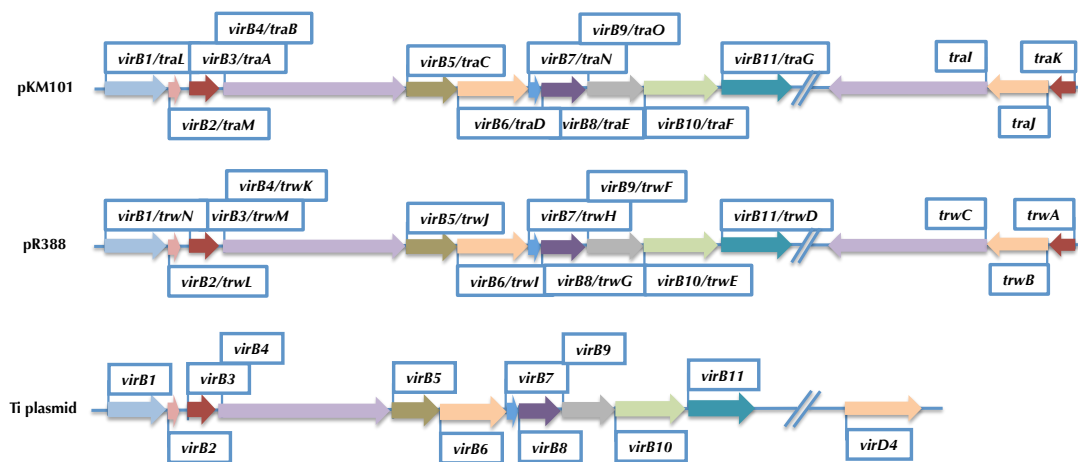 virB4/traB virB9/traO
virB1/traL virB3/traA virB5/traC virB7/traN virB11/traG traI traK
pKM101
virB2/traM virB6/traD virB8/traE virB10/traF traJ
virB4/trwK virB9/trwF
virB1/trwN virB3/trwM virB5/trwJ virB7/trwH virB11/trwD trwC trwA
pR388
virB2/trwL virB6/trwI virB8/trwG virB10/trwE trwB
virB4 virB9
virB1 virB3 virB5 virB7 virB11
Ti plasmid
virB2 virB6 virB8 virB10 virD4